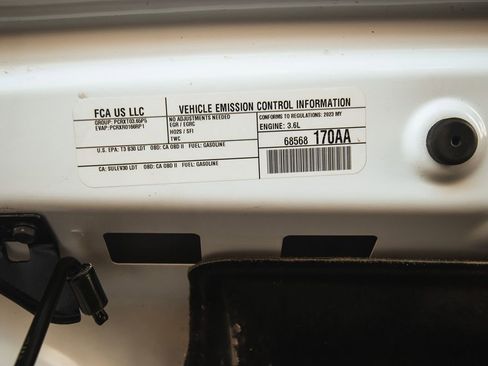 FCA US LLC
GROUP: PCRXT03.65P5
EVAP: PCRXR0166RP1
VEHICLE EMISSION CONTROL INFORMATION
NO ADJUSTMENTS NEEDED
EGR / EGRC
HO2S / SFI
TWC
CONFORMS TO REGULATIONS: 2023 MY
ENGINE: 3.6L
68568 170AA
U.S. EPA: T3 B30 LDT OBD: CA OBD II FUEL: GASOLINE
CA: SULEV30 LDT OBD: CA OBD II FUEL: GASOLINE